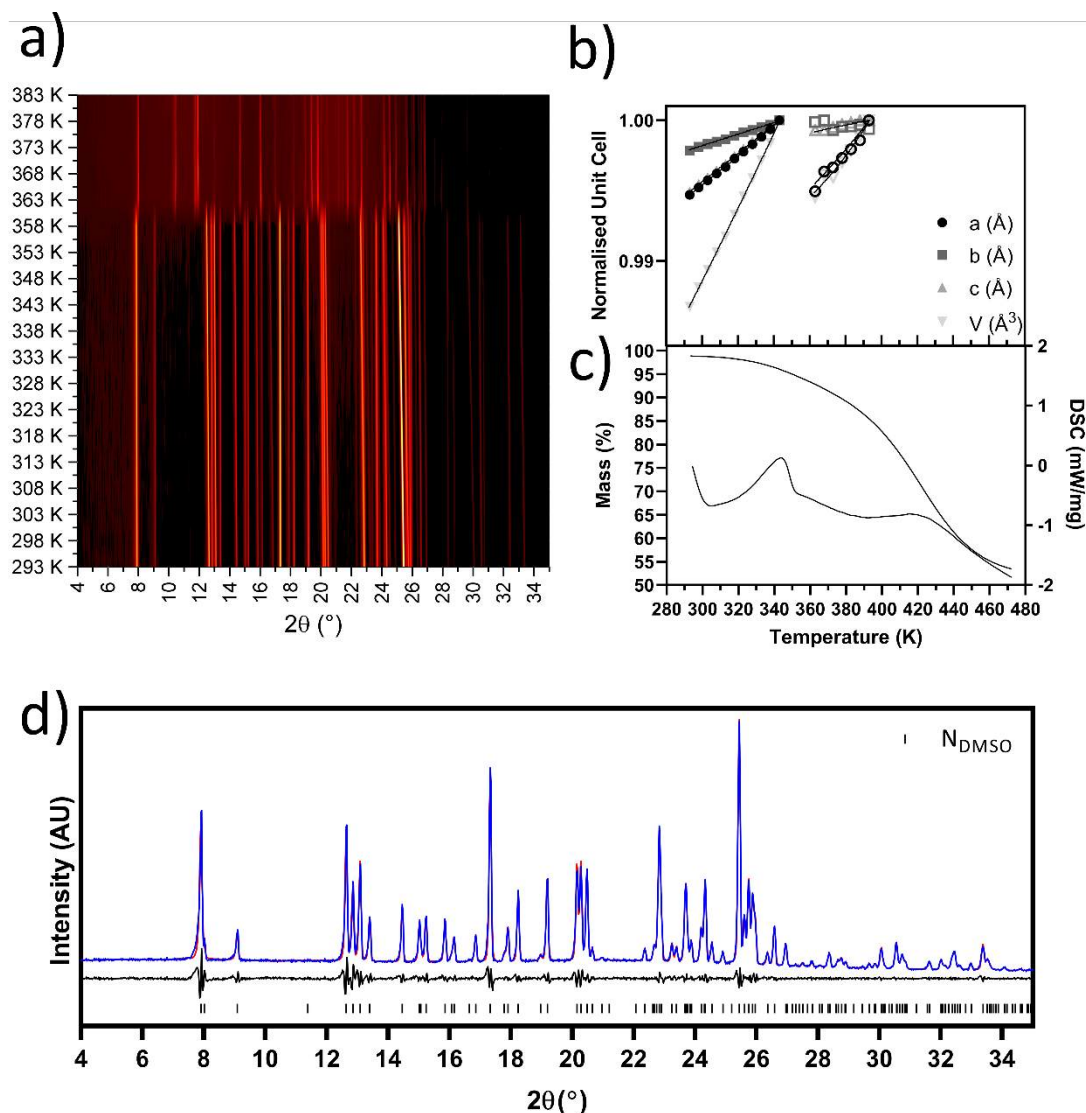 a)
383 K
378 K
373 K
368 K
363 K
358 K
353 K
348 K
343 K
338 K
333 K
328 K
323 K
318 K
313 K
308 K
303 K
298 K
293 K
4 6 8 10 12 14 16 18 20 22 24 26 28 30 32 34
2θ (°)
b)
Normalised Unit Cell
1.00
0.99
a (Å)
b (Å)
c (Å)
V (Å³)
c)
Mass (%)
100
95
90
85
80
75
70
65
60
55
50
2
1
0
-1
-2
DSC (mW/mg)
280 300 320 340 360 380 400 420 440 460 480
Temperature (K)
d)
Intensity (AU)
N_DMSO
4 6 8 10 12 14 16 18 20 22 24 26 28 30 32 34
2θ(°)